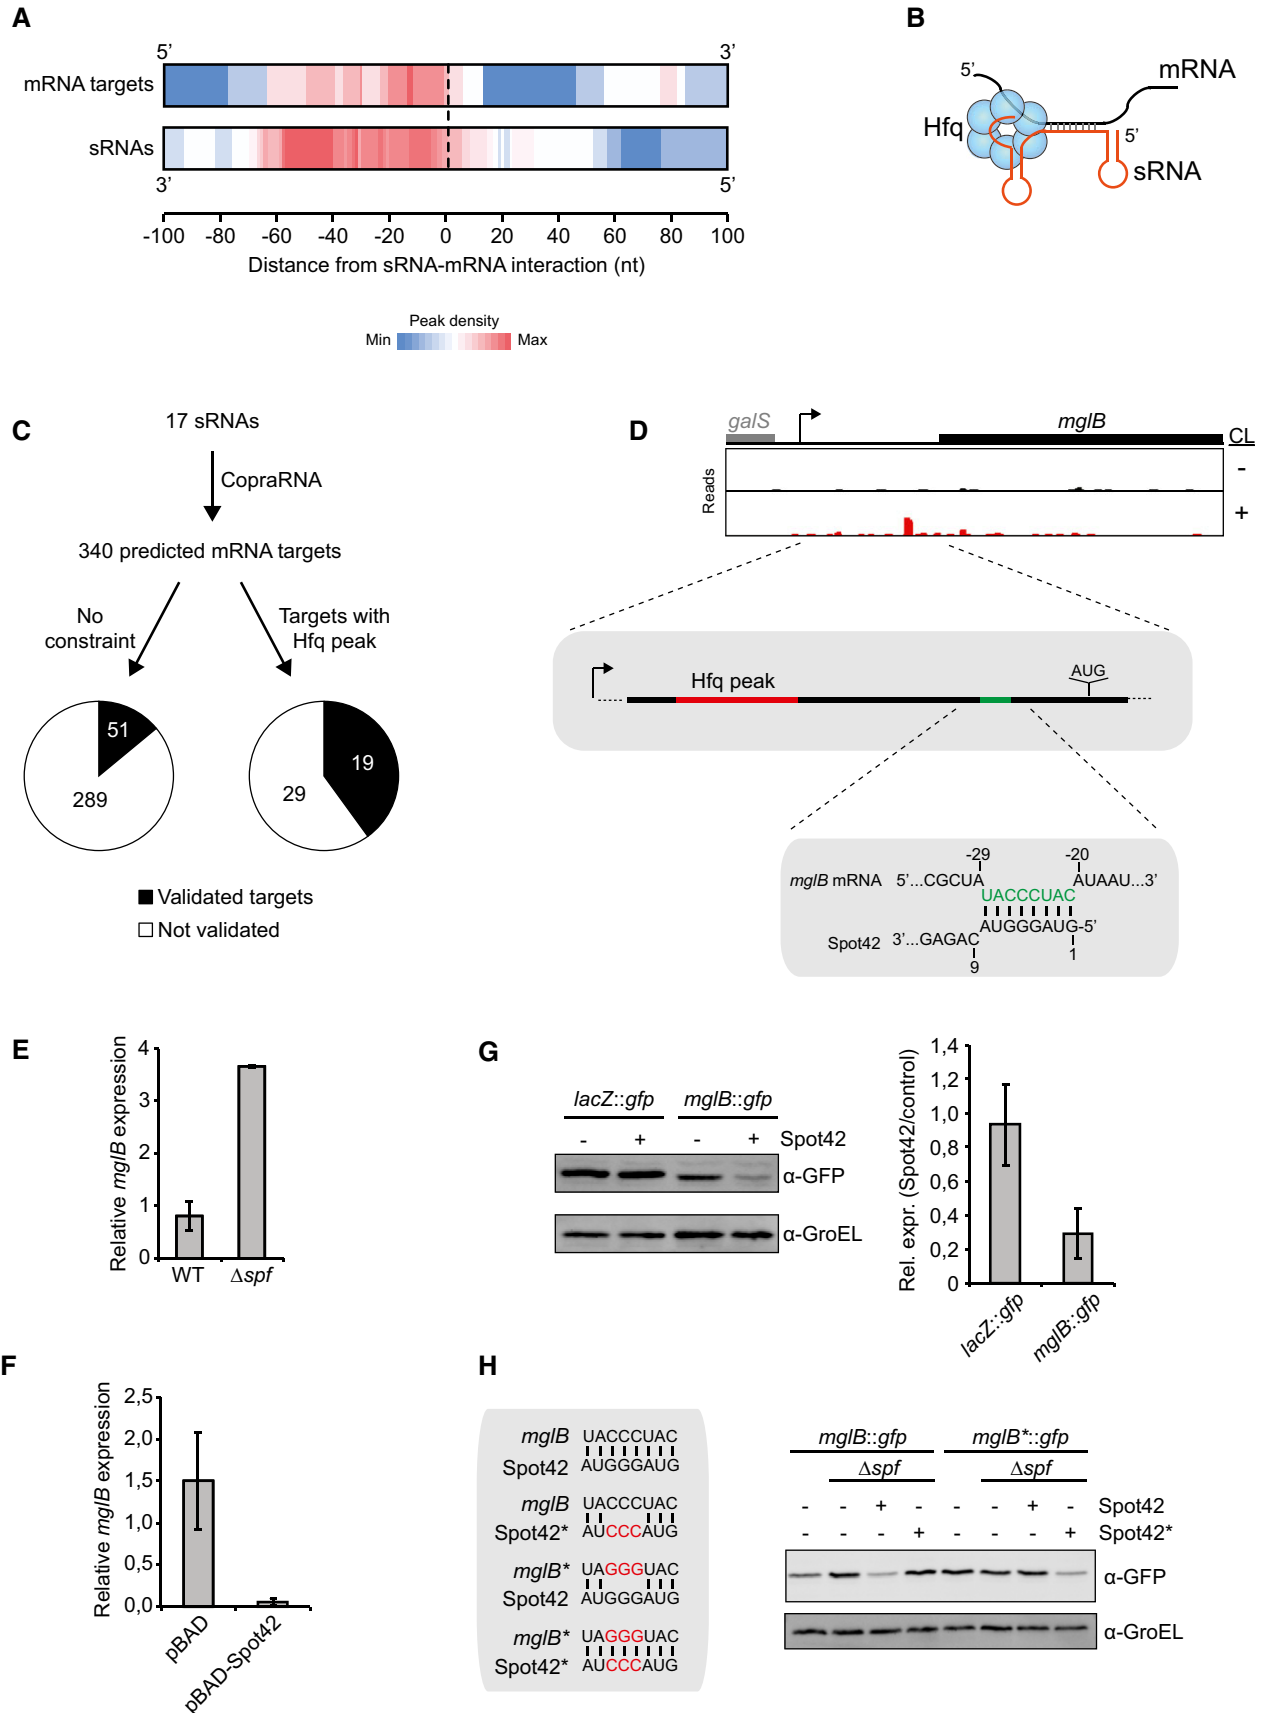 A
5’
3’
mRNA targets
sRNAs
3’
5’
-100 -80 -60 -40 -20 0 20 40 60 80 100
Distance from sRNA-mRNA interaction (nt)
Peak density
Min
Max
B
5’
mRNA
Hfq
5’
sRNA
C
17 sRNAs
CopraRNA
340 predicted mRNA targets
No
constraint
Targets with
Hfq peak
51
289
19
29
Validated targets
Not validated
D
galS
mglB
CL
Reads
-
+
Hfq peak
AUG
-29
-20
mglB mRNA 5’...CGCUA
AUAAU...3’
UACCCUAC
AUGGGAUG-5’
Spot42 3’...GAGAC
9
1
E
Relative mglB expression
4
3
2
1
0
WT
Δspf
G
lacZ::gfp
mglB::gfp
- + - + Spot42
α-GFP
α-GroEL
Rel. expr. (Spot42/control)
1,4
1,2
1,0
0,8
0,6
0,4
0,2
0
lacZ::gfp
mglB::gfp
F
Relative mglB expression
2,5
2,0
1,5
1,0
0,5
0,0
pBAD
pBAD-Spot42
H
mglB UACCCUAC
Spot42 AUGGGAUG
mglB UACCCUAC
Spot42* AUCCCAUG
mglB* UAGGGUAC
Spot42 AUGGGAUG
mglB* UAGGGUAC
Spot42* AUCCCAUG
mglB::gfp
mglB*::gfp
Δspf
Δspf
- - + - - - + - Spot42
- - - + - - - + Spot42*
α-GFP
α-GroEL